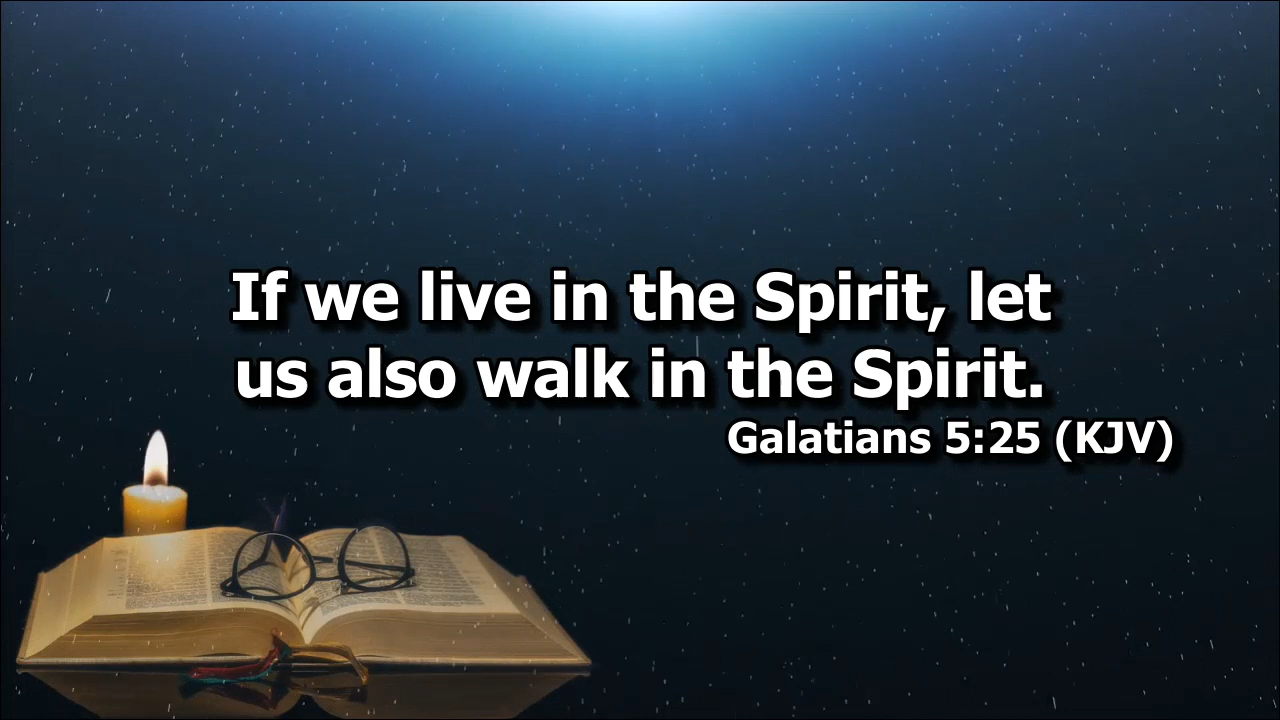 If we live in the Spirit, let
us also walk in the Spirit.
Galatians 5:25 (KJV)